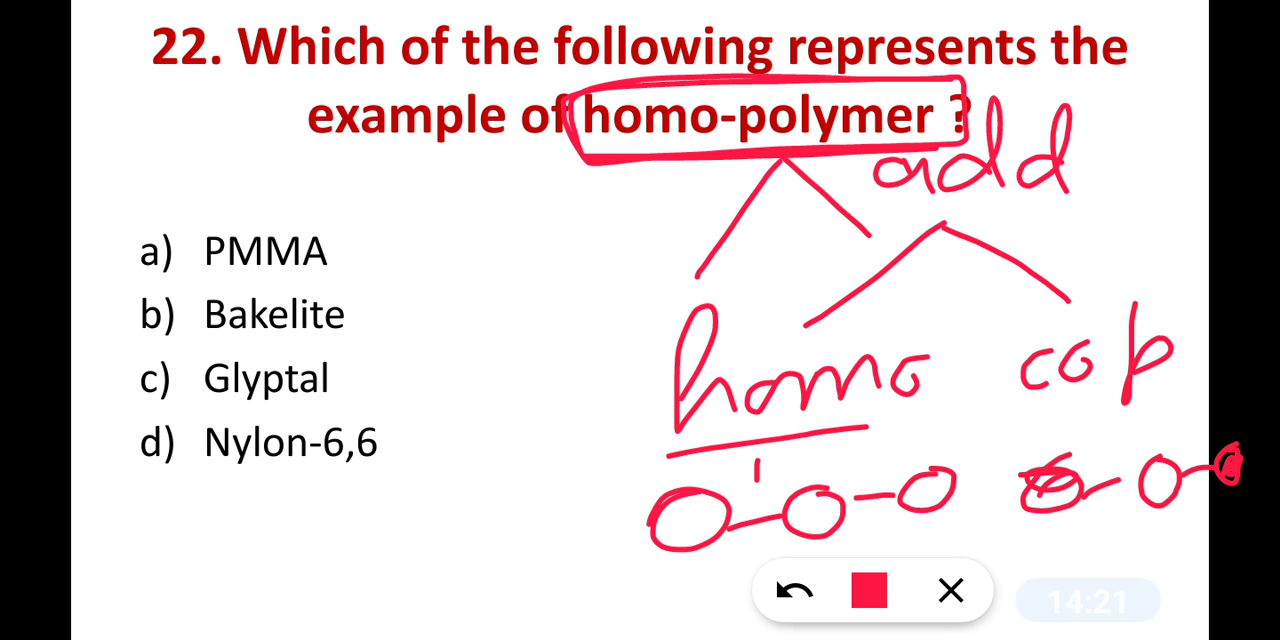 22. Which of the following represents the
example of homo-polymer ?
add
a) PMMA
b) Bakelite
c) Glyptal
d) Nylon-6,6
homo cop
14:21